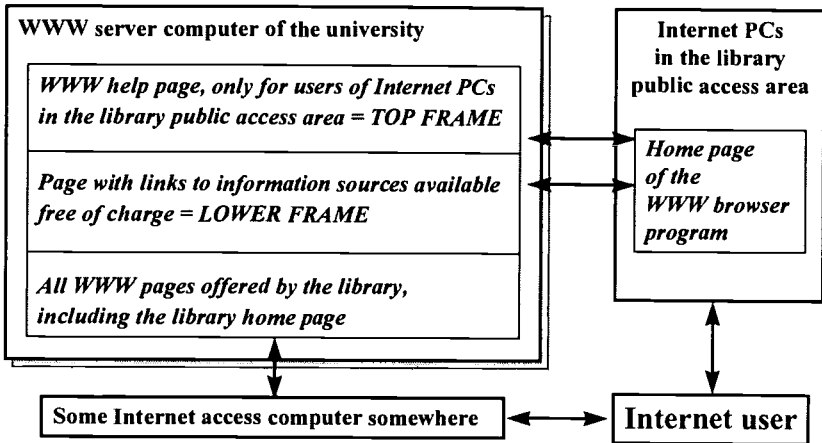 WWW server computer of the university
WWW help page, only for users of Internet PCs
in the library public access area = TOP FRAME
Page with links to information sources available
free of charge = LOWER FRAME
All WWW pages offered by the library,
including the library home page
Internet PCs
in the library
public access area
Home page
of the
WWW browser
program
Some Internet access computer somewhere
Internet user